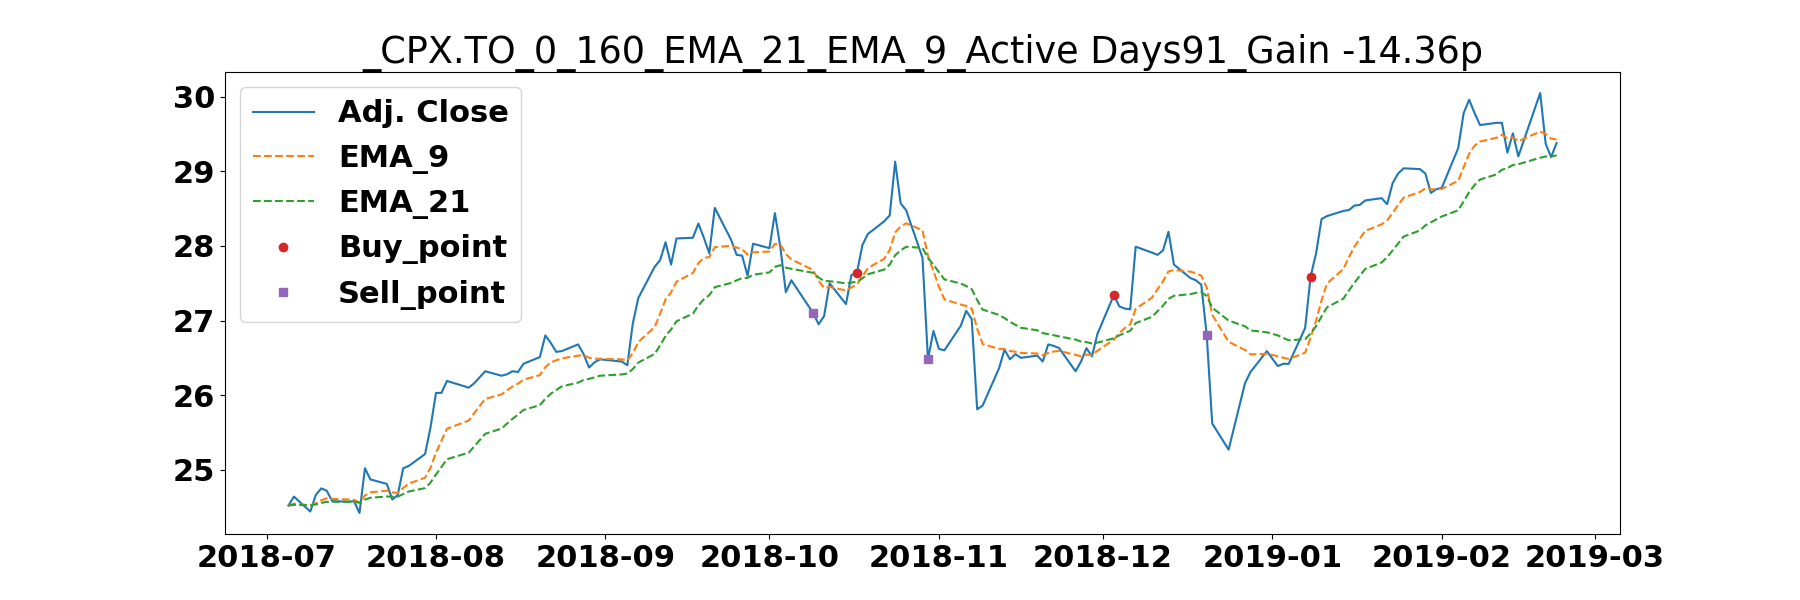 _CPX.TO_0_160_EMA_21_EMA_9_Active Days91_Gain -14.36p
30
29
28
27
26
25
Adj. Close
EMA_9
EMA_21
Buy_point
Sell_point
2018-07 2018-08 2018-09 2018-10 2018-11 2018-12 2019-01 2019-02 2019-03